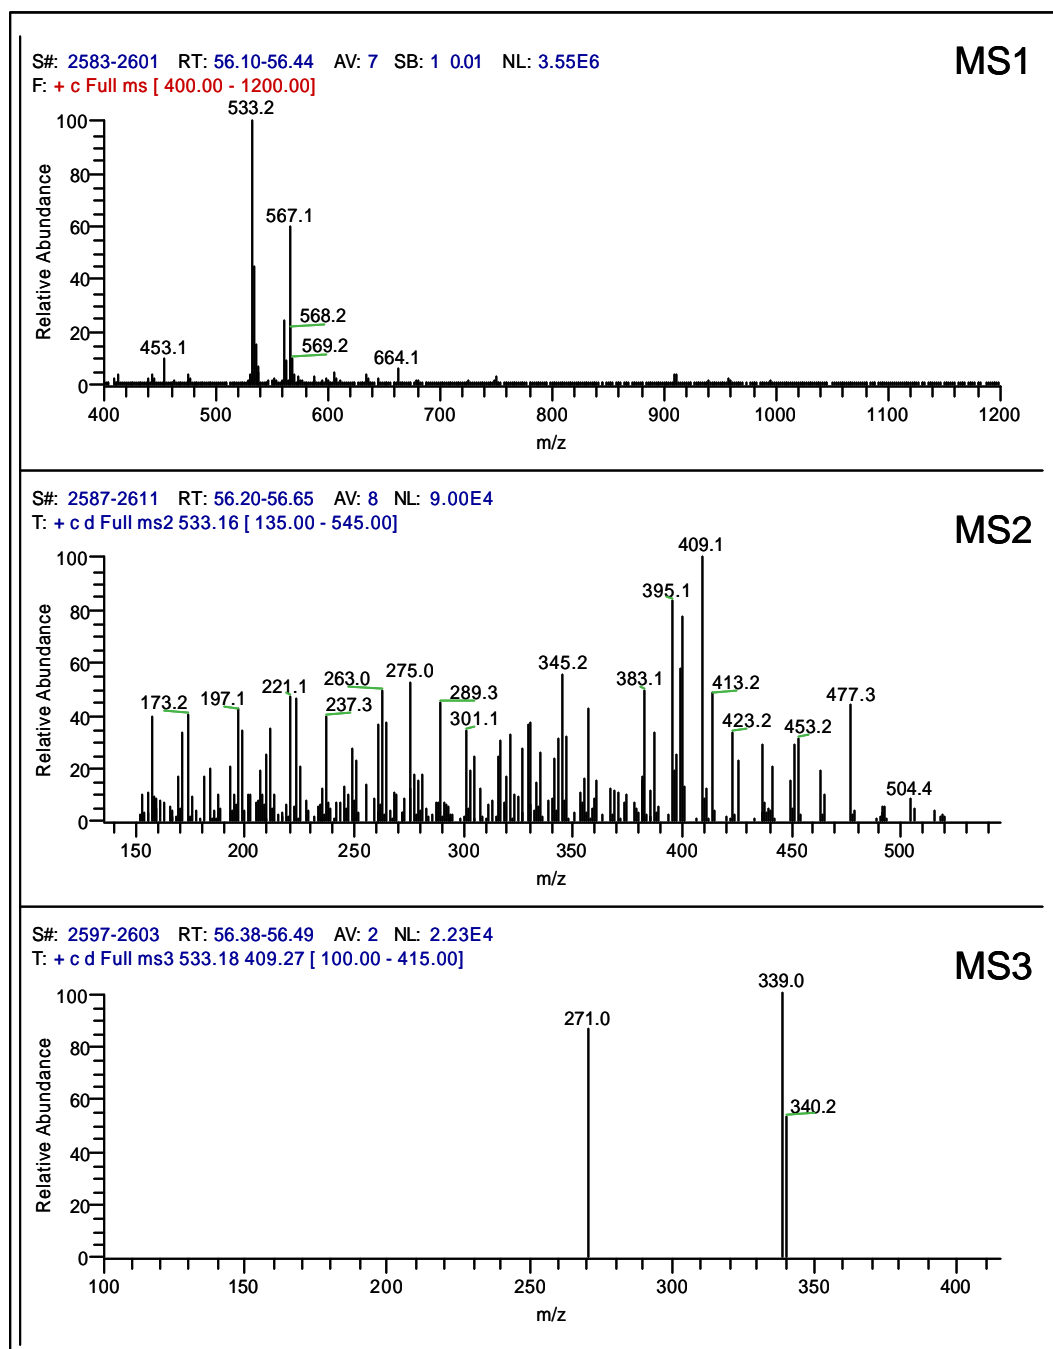 S#: 2583-2601 RT: 56.10-56.44 AV: 7 SB: 1 0.01 NL: 3.55E6
F: + c Full ms [ 400.00 - 1200.00]
MS1
533.2
567.1
568.2
569.2
453.1
664.1
100
80
60
40
20
0
Relative Abundance
400 500 600 700 800 900 1000 1100 1200
m/z
S#: 2587-2611 RT: 56.20-56.65 AV: 8 NL: 9.00E4
T: + c d Full ms2 533.16 [ 135.00 - 545.00]
MS2
409.1
395.1
345.2
383.1
413.2
275.0
263.0
289.3
221.1
197.1
173.2
237.3
301.1
423.2
453.2
477.3
504.4
100
80
60
40
20
0
Relative Abundance
150 200 250 300 350 400 450 500
m/z
S#: 2597-2603 RT: 56.38-56.49 AV: 2 NL: 2.23E4
T: + c d Full ms3 533.18 409.27 [ 100.00 - 415.00]
MS3
339.0
271.0
340.2
100
80
60
40
20
0
Relative Abundance
100 150 200 250 300 350 400
m/z